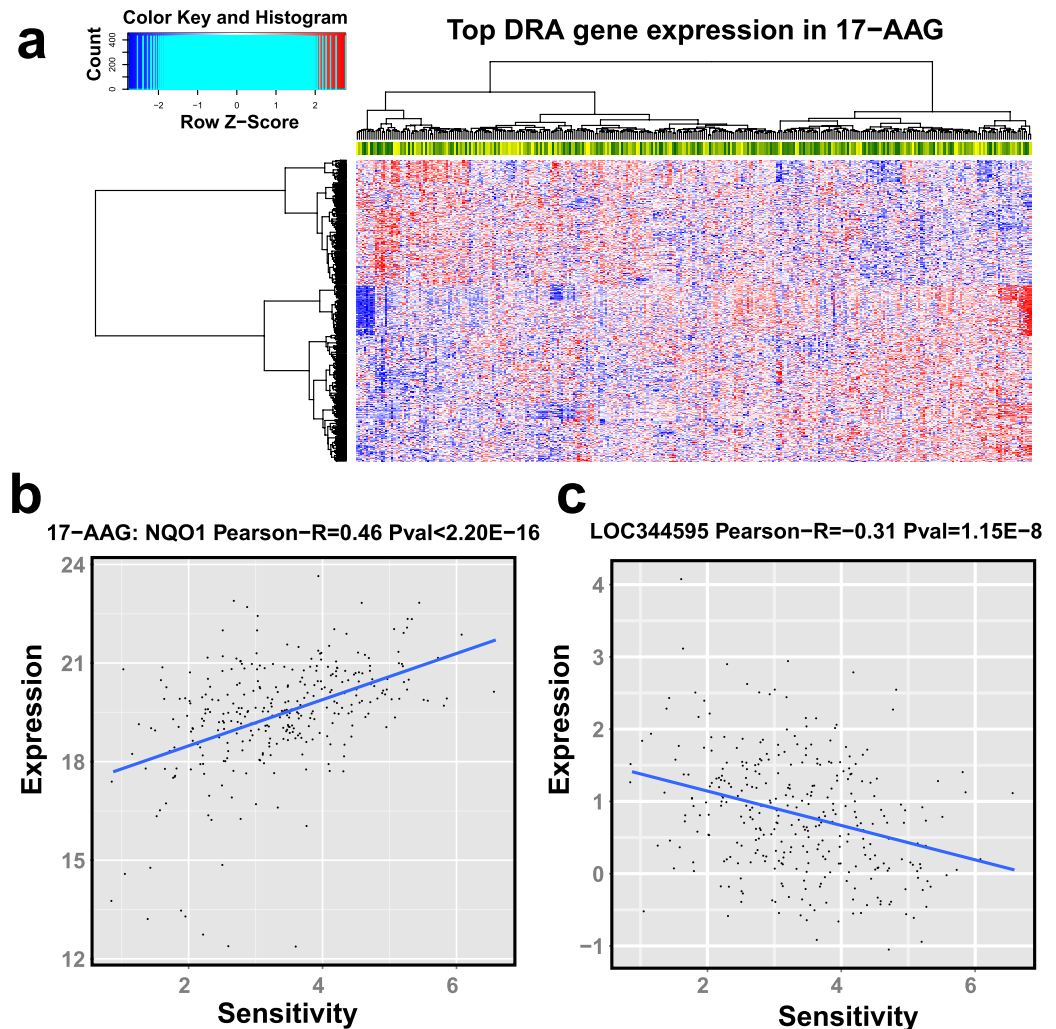 a
Color Key and Histogram
Count
0 200 400
−2 −1 0 1 2
Row Z−Score
Top DRA gene expression in 17−AAG
b
17−AAG: NQO1 Pearson−R=0.46 Pval<2.20E−16
Expression
24
21
18
15
12
2 4 6
Sensitivity
c
LOC344595 Pearson−R=−0.31 Pval=1.15E−8
Expression
4
3
2
1
0
−1
2 4 6
Sensitivity